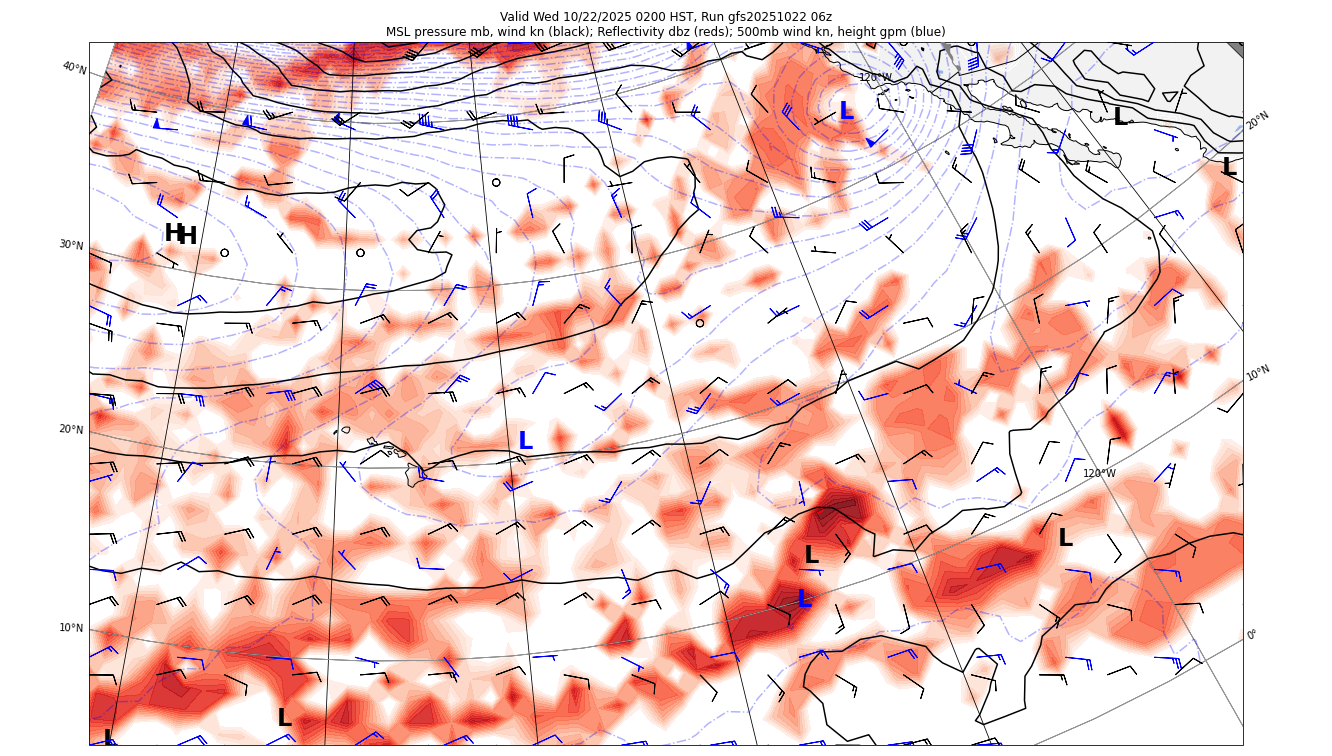 Valid Wed 10/22/2025 0200 HST, Run gfs20251022 06z
MSL pressure mb, wind kn (black); Reflectivity dbz (reds); 500mb wind kn, height gpm (blue)
40°N
120°W
L
L
20°N
L
H
H
30°N
10°N
20°N
L
120°W
L
L
L
10°N
0°
L
L